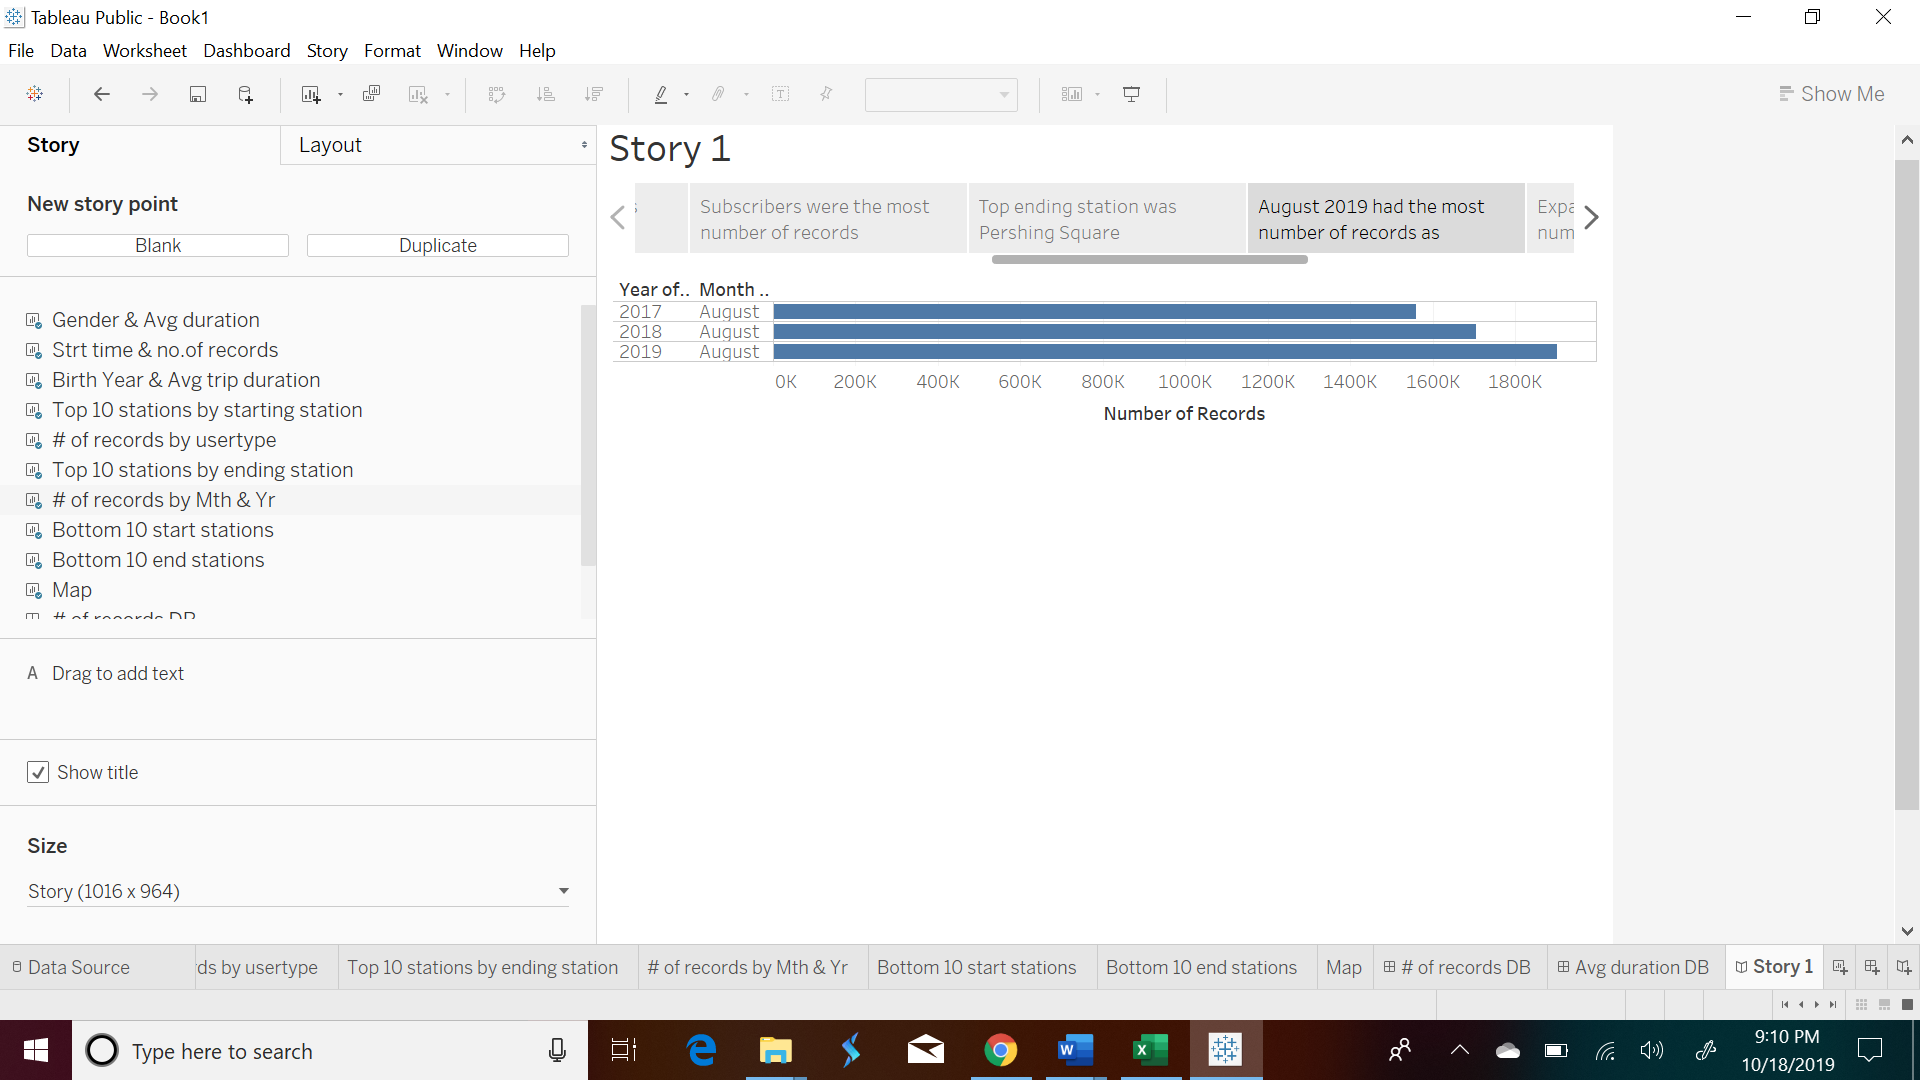 Tableau Public - Book1
File Data Worksheet Dashboard Story Format Window Help
Show Me
Story Layout
New story point
Blank Duplicate
Gender & Avg duration
Strt time & no.of records
Birth Year & Avg trip duration
Top 10 stations by starting station
# of records by usertype
Top 10 stations by ending station
# of records by Mth & Yr
Bottom 10 start stations
Bottom 10 end stations
Map
# of records DB
A Drag to add text
Show title
Size
Story (1016 x 964)
Story 1
Subscribers were the most
number of records
Top ending station was
Pershing Square
August 2019 had the most
number of records as
Expa
num
Year of.. Month ..
2017 August
2018 August
2019 August
0K 200K 400K 600K 800K 1000K 1200K 1400K 1600K 1800K
Number of Records
Data Source ds by usertype Top 10 stations by ending station # of records by Mth & Yr Bottom 10 start stations Bottom 10 end stations Map # of records DB Avg duration DB Story 1
Type here to search
9:10 PM
10/18/2019